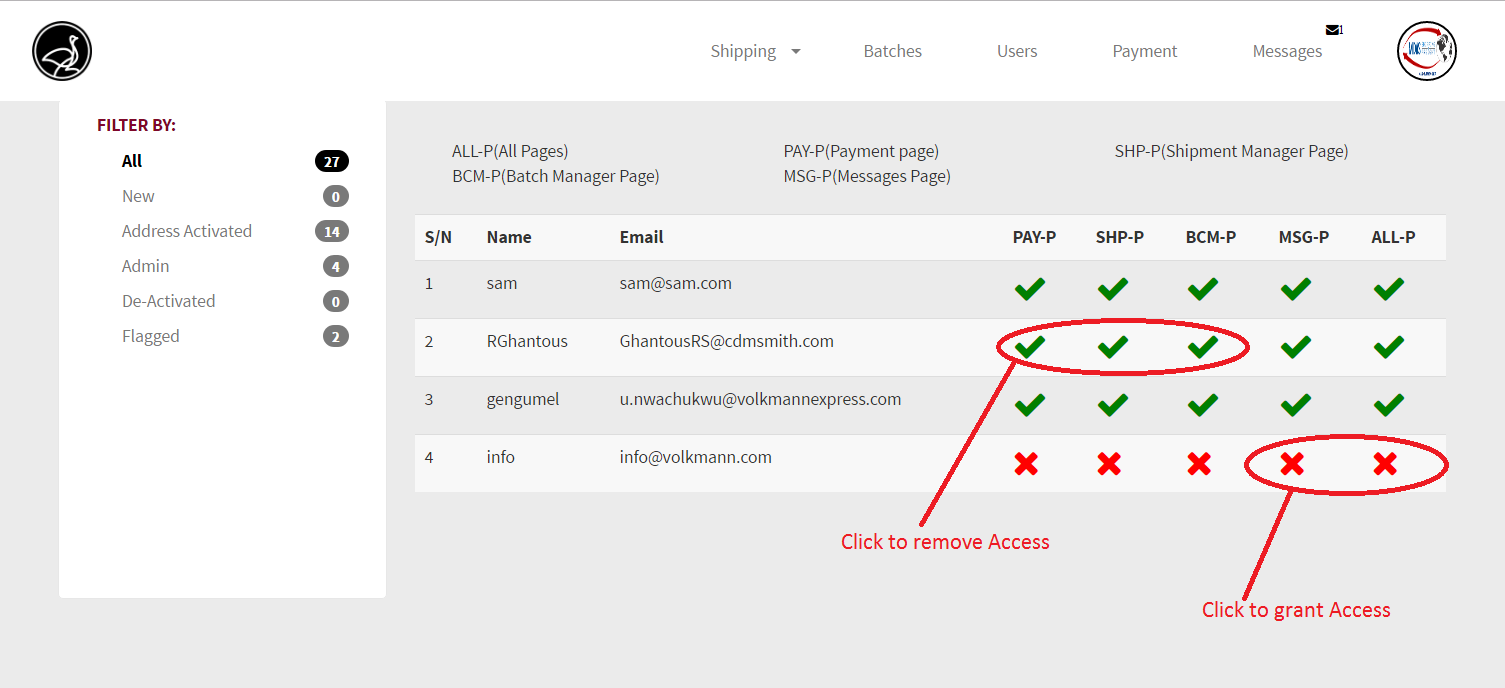 Shipping
Batches
Users
Payment
Messages
1
FILTER BY:
All 27
New 0
Address Activated 14
Admin 4
De-Activated 0
Flagged 2
ALL-P(All Pages) PAY-P(Payment page) SHP-P(Shipment Manager Page)
BCM-P(Batch Manager Page) MSG-P(Messages Page)
S/N Name Email PAY-P SHP-P BCM-P MSG-P ALL-P
1 sam sam@sam.com
2 RGhantous GhantousRS@cdmsmith.com
3 gengumel u.nwachukwu@volkmannexpress.com
4 info info@volkmann.com
Click to remove Access
Click to grant Access